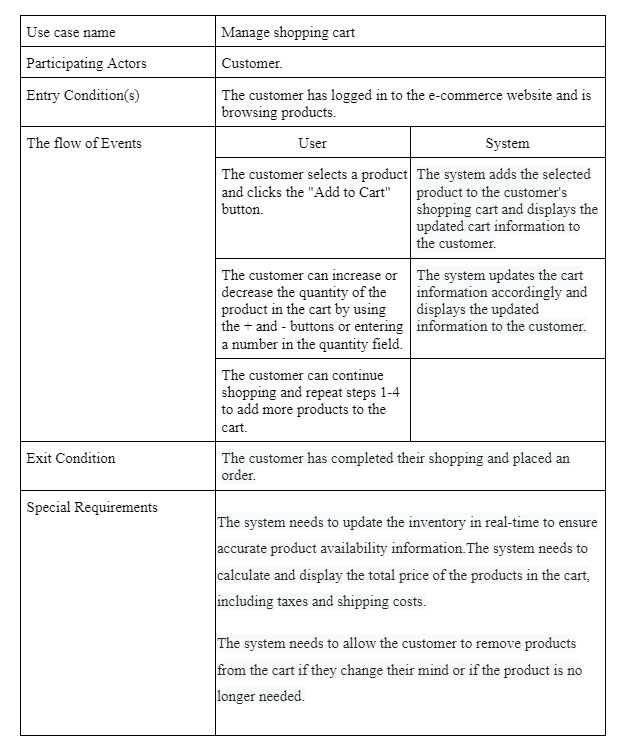 Use case name
Manage shopping cart
Participating Actors
Customer.
Entry Condition(s)
The customer has logged in to the e-commerce website and is
browsing products.
The flow of Events
User
System
The customer selects a product
and clicks the "Add to Cart"
button.
The system adds the selected
product to the customer's
shopping cart and displays the
updated cart information to
the customer.
The customer can increase or
decrease the quantity of the
product in the cart by using
the + and - buttons or entering
a number in the quantity field.
The system updates the cart
information accordingly and
displays the updated
information to the customer.
The customer can continue
shopping and repeat steps 1-4
to add more products to the
cart.
Exit Condition
The customer has completed their shopping and placed an
order.
Special Requirements
The system needs to update the inventory in real-time to ensure
accurate product availability information.The system needs to
calculate and display the total price of the products in the cart,
including taxes and shipping costs.
The system needs to allow the customer to remove products
from the cart if they change their mind or if the product is no
longer needed.